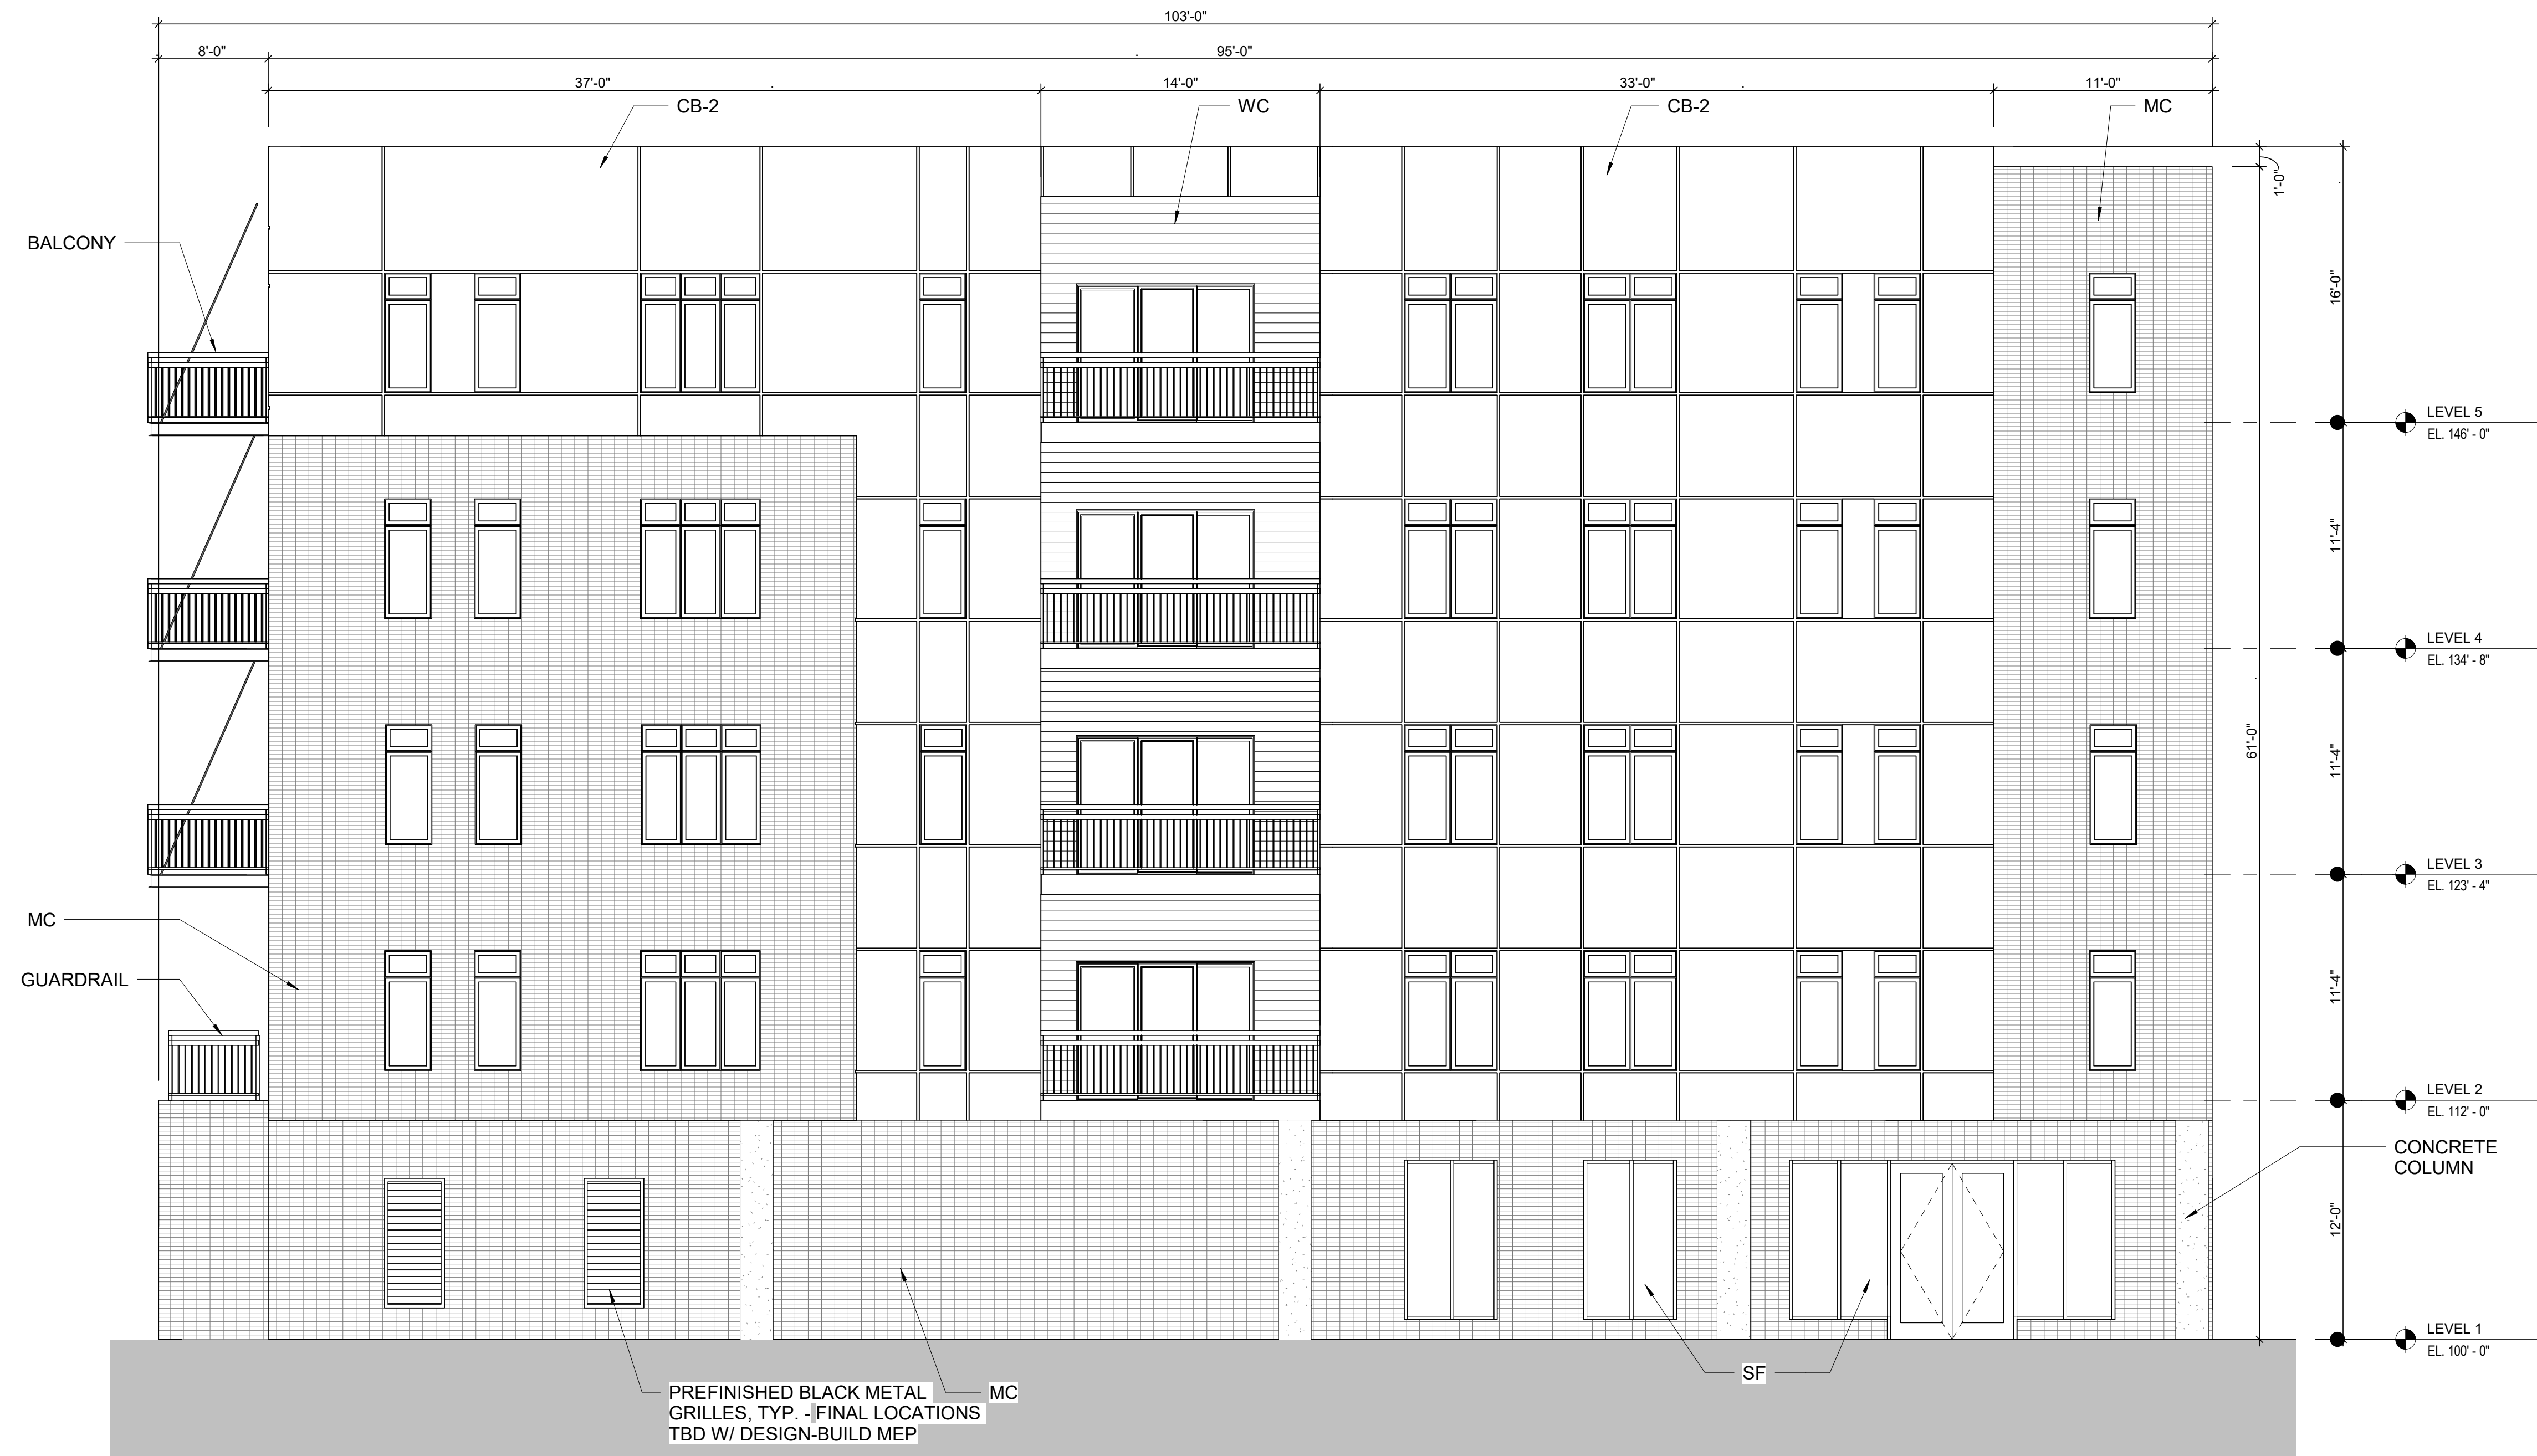 103'-0"
8'-0"
95'-0"
37'-0"
14'-0"
33'-0"
11'-0"
CB-2
WC
CB-2
MC
1'-0"
BALCONY
16'-0"
LEVEL 5
EL. 146' - 0"
11'-4"
LEVEL 4
EL. 134' - 8"
61'-0"
11'-4"
LEVEL 3
EL. 123' - 4"
MC
GUARDRAIL
11'-4"
LEVEL 2
EL. 112' - 0"
CONCRETE
COLUMN
12'-0"
LEVEL 1
EL. 100' - 0"
SF
PREFINISHED BLACK METAL
GRILLES, TYP. - FINAL LOCATIONS
TBD W/ DESIGN-BUILD MEP
MC